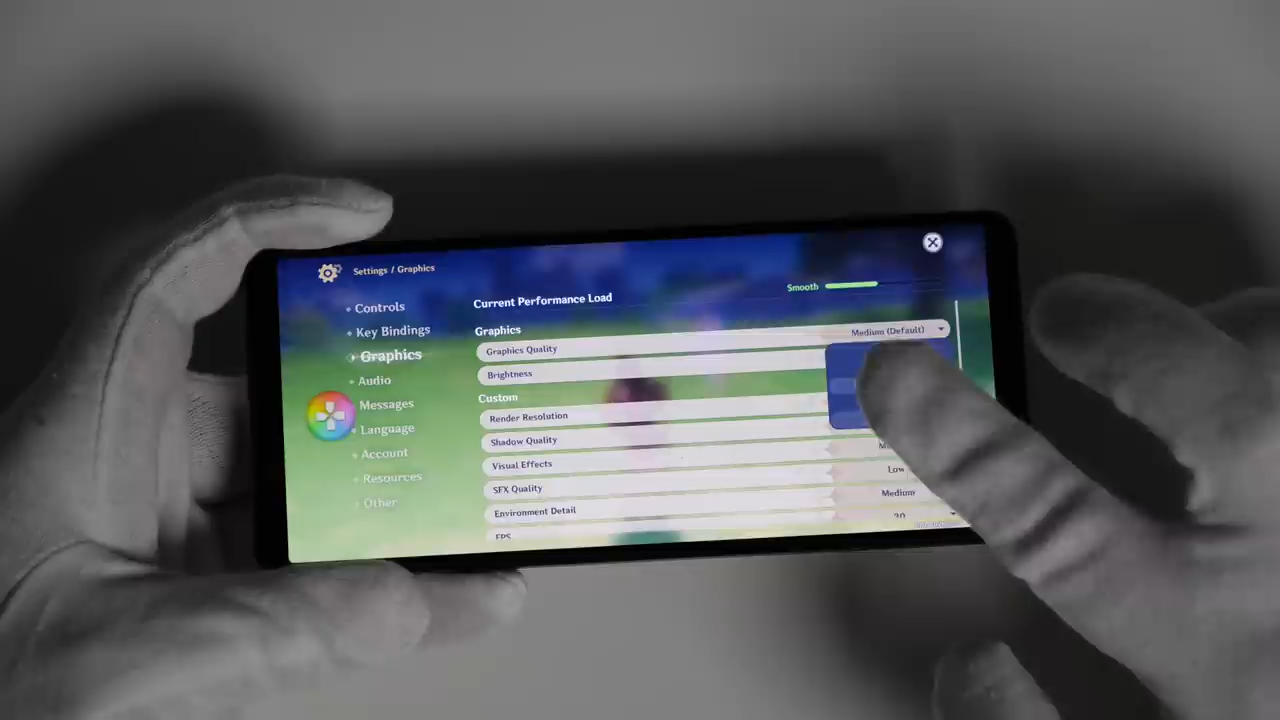 Settings / Graphics
Controls
Key Bindings
Graphics
Audio
Messages
Language
Account
Resources
Other
Current Performance Load
Smooth
Graphics
Graphics Quality
Medium (Default)
Brightness
Custom
Render Resolution
Shadow Quality
Visual Effects
SFX Quality
Low
Environment Detail
Medium
FPS
30